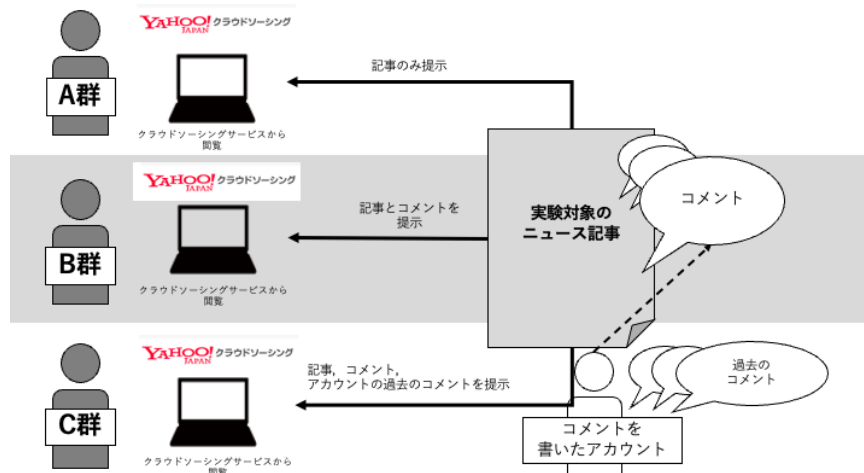 YAHOO! JAPAN クラウドソーシング
A群
クラウドソーシングサービスから
閲覧
記事のみ提示
YAHOO! JAPAN クラウドソーシング
B群
クラウドソーシングサービスから
閲覧
記事とコメントを
提示
実験対象の
ニュース記事
コメント
YAHOO! JAPAN クラウドソーシング
C群
クラウドソーシングサービスから
閲覧
記事，コメント，
アカウントの過去のコメントを提示
過去の
コメント
コメントを
書いたアカウント